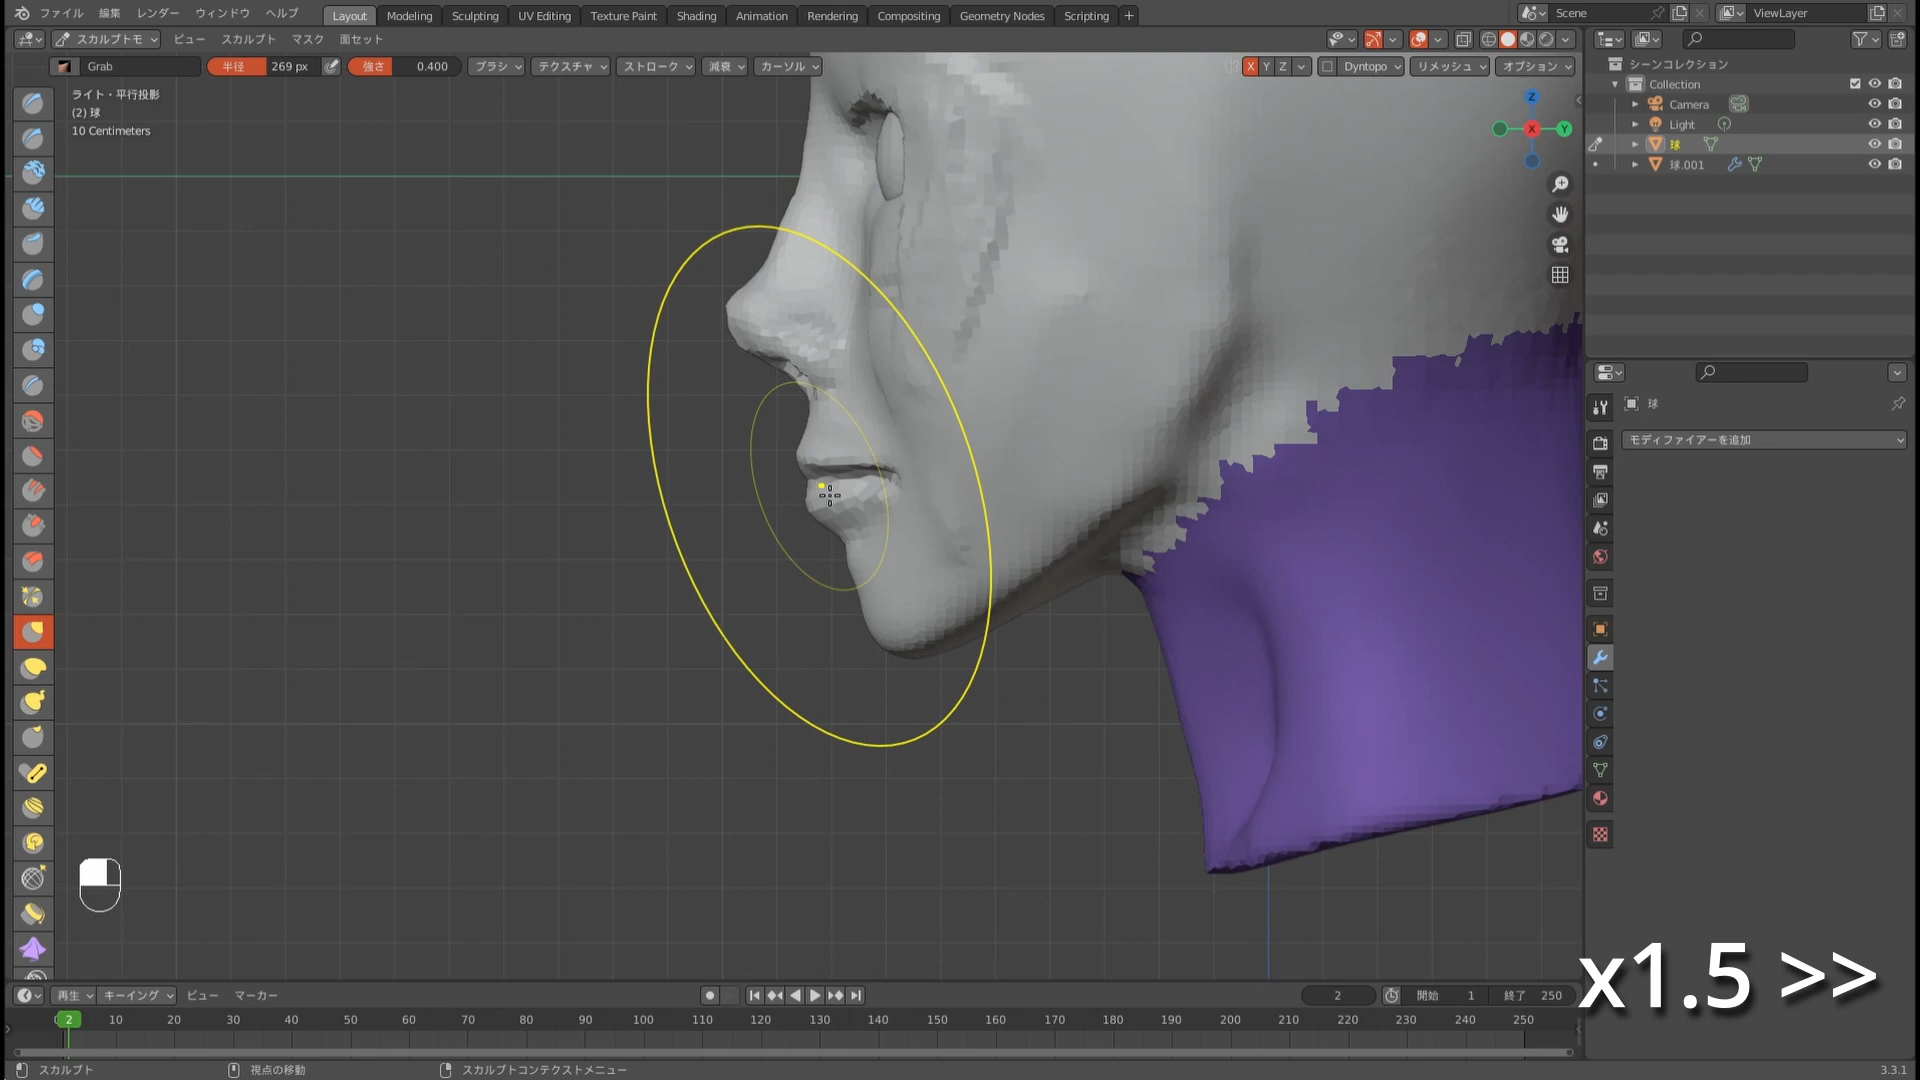 ファイル 編集 レンダー ウィンドウ ヘルプ Layout Modeling Sculpting UV Editing Texture Paint Shading Animation Rendering Compositing Geometry Nodes Scripting + Scene ViewLayer
スカルプトモ ビュー スカルプト マスク 面セット
Grab 半径 269 px 強さ 0.400 ブラシ テクスチャ ストローク 減衰 カーソル X Y Z Dyntopo リメッシュ オプション
ライト・平行投影
(2) 球
10 Centimeters
Z
X
Y
シーンコレクション
Collection
Camera
Light
球
球.001
球
モディファイアーを追加
x1.5 >>
再生 キーイング ビュー マーカー 2 開始 1 終了 250
2 10 20 30 40 50 60 70 80 90 100 110 120 130 140 150 160 170 180 190 200 210 220 230 240 250
スカルプト 視点の移動 スカルプトコンテクストメニュー 3.3.1